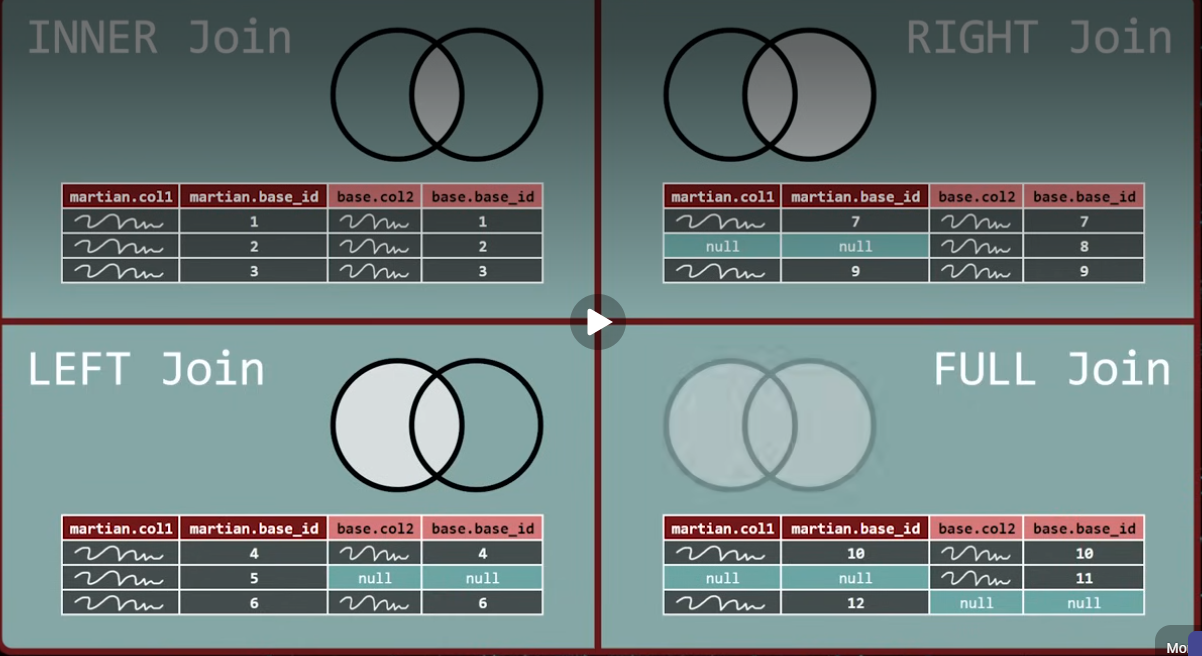 INNER Join
martian.col1 martian.base_id base.col2 base.base_id
1 1
2 2
3 3
RIGHT Join
martian.col1 martian.base_id base.col2 base.base_id
7 7
null null 8
9 9
LEFT Join
martian.col1 martian.base_id base.col2 base.base_id
4 4
5 null null
6 6
FULL Join
martian.col1 martian.base_id base.col2 base.base_id
10 10
null null 11
12 null null